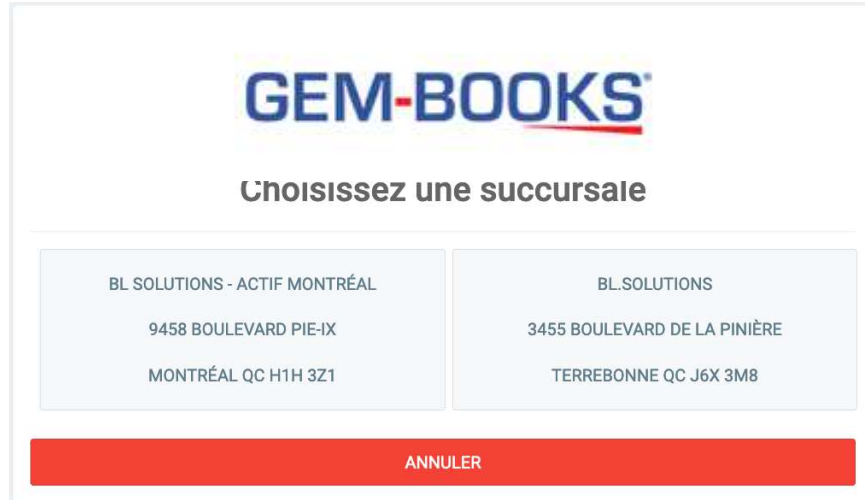 GEM-BOOKS
Choisissez une succursale
BL SOLUTIONS - ACTIF MONTRÉAL
9458 BOULEVARD PIE-IX
MONTRÉAL QC H1H 3Z1
BL.SOLUTIONS
3455 BOULEVARD DE LA PINIÈRE
TERREBONNE QC J6X 3M8
ANNULER